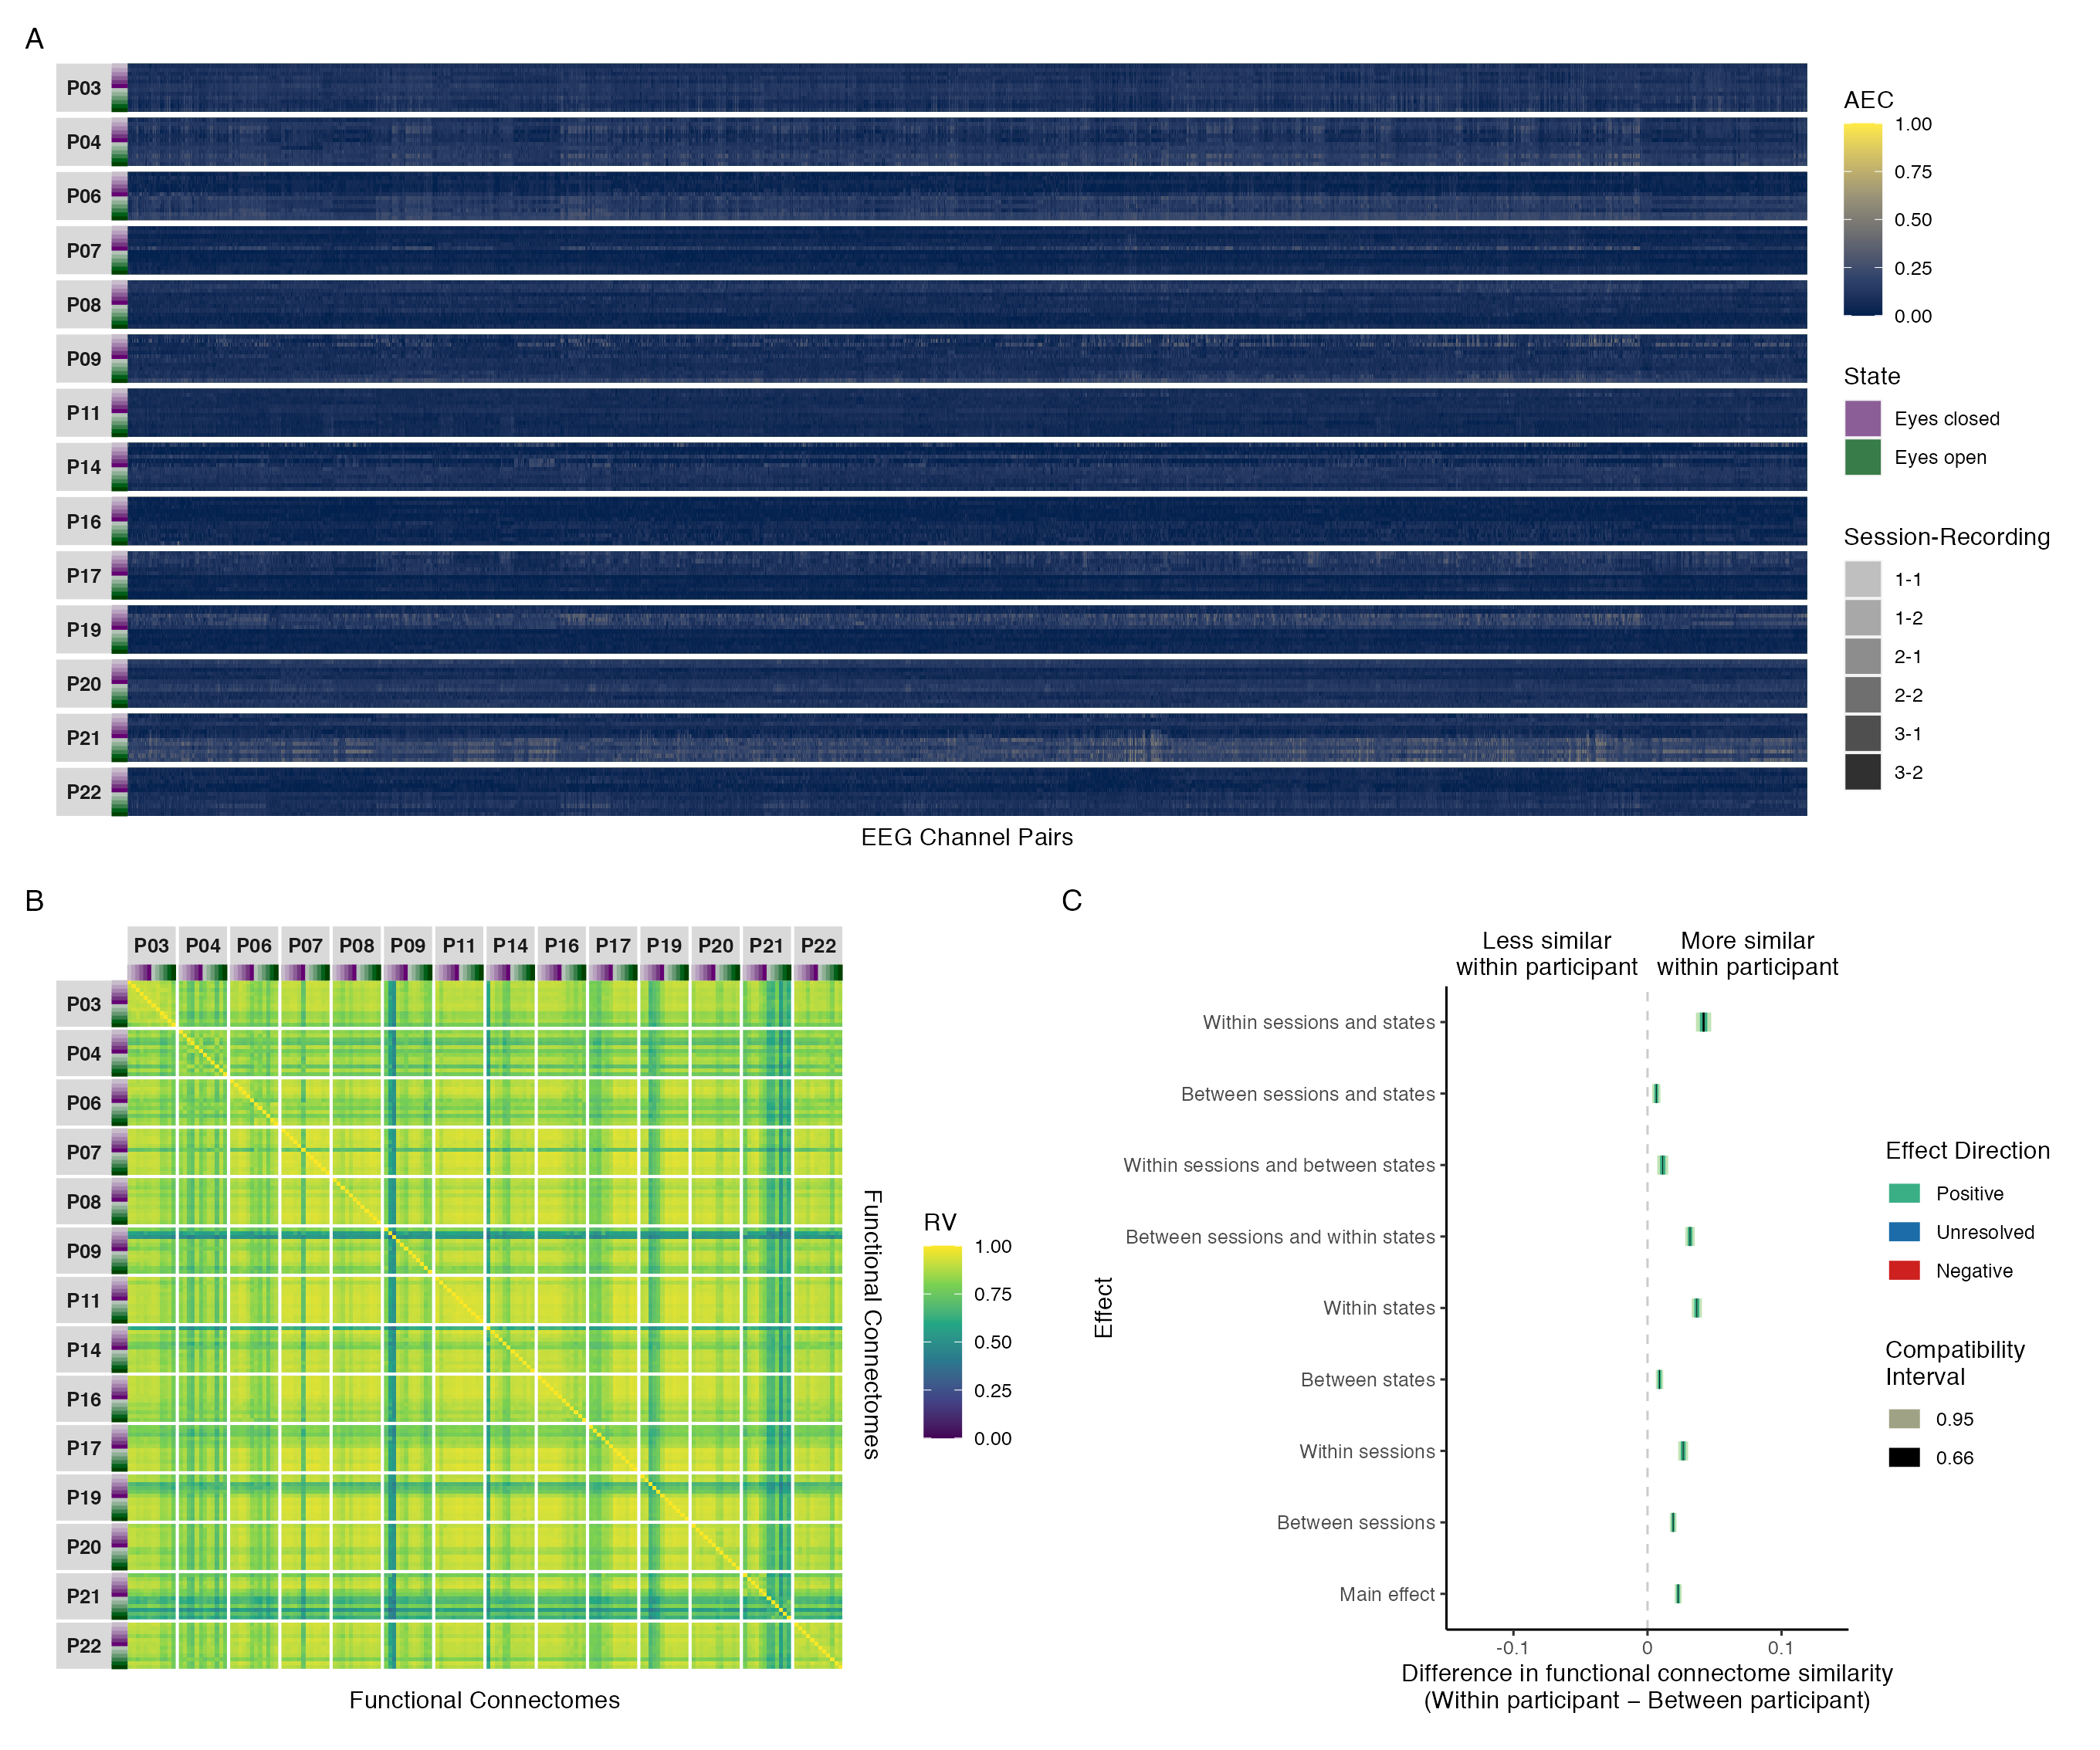 A
P03
P04
P06
P07
P08
P09
P11
P14
P16
P17
P19
P20
P21
P22
EEG Channel Pairs
AEC
1.00
0.75
0.50
0.25
0.00
State
Eyes closed
Eyes open
Session-Recording
1-1
1-2
2-1
2-2
3-1
3-2
B
P03 P04 P06 P07 P08 P09 P11 P14 P16 P17 P19 P20 P21 P22
P03
P04
P06
P07
P08
P09
P11
P14
P16
P17
P19
P20
P21
P22
Functional Connectomes
Functional Connectomes
RV
1.00
0.75
0.50
0.25
0.00
C
Less similar
within participant
More similar
within participant
Effect
Within sessions and states
Between sessions and states
Within sessions and between states
Between sessions and within states
Within states
Between states
Within sessions
Between sessions
Main effect
-0.1 0 0.1
Difference in functional connectome similarity
(Within participant – Between participant)
Effect Direction
Positive
Unresolved
Negative
Compatibility
Interval
0.95
0.66